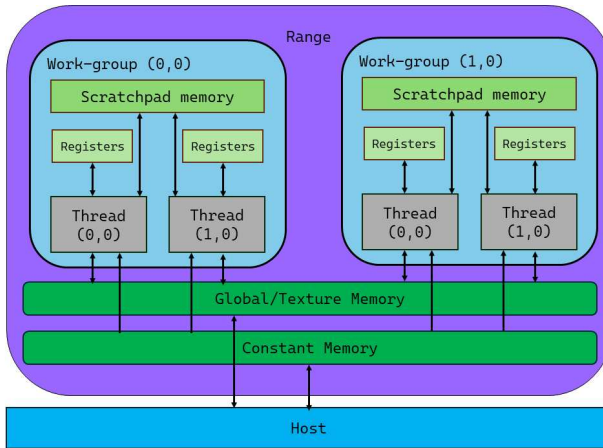 Range
Work-group (0,0)
Scratchpad memory
Registers
Registers
Thread
(0,0)
Thread
(1,0)
Work-group (1,0)
Scratchpad memory
Registers
Registers
Thread
(0,0)
Thread
(1,0)
Global/Texture Memory
Constant Memory
Host